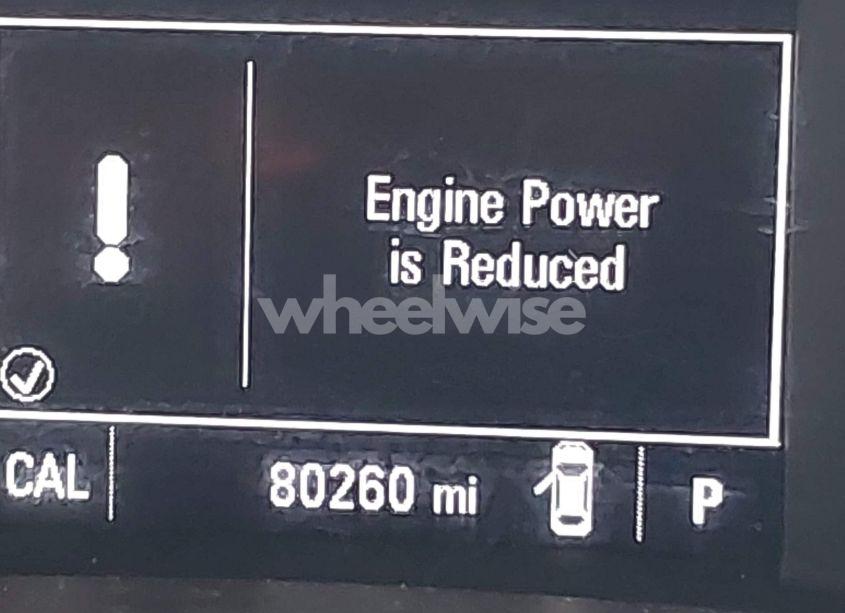 Engine Power
is Reduced
wheelwise
CAL
80260 mi
P